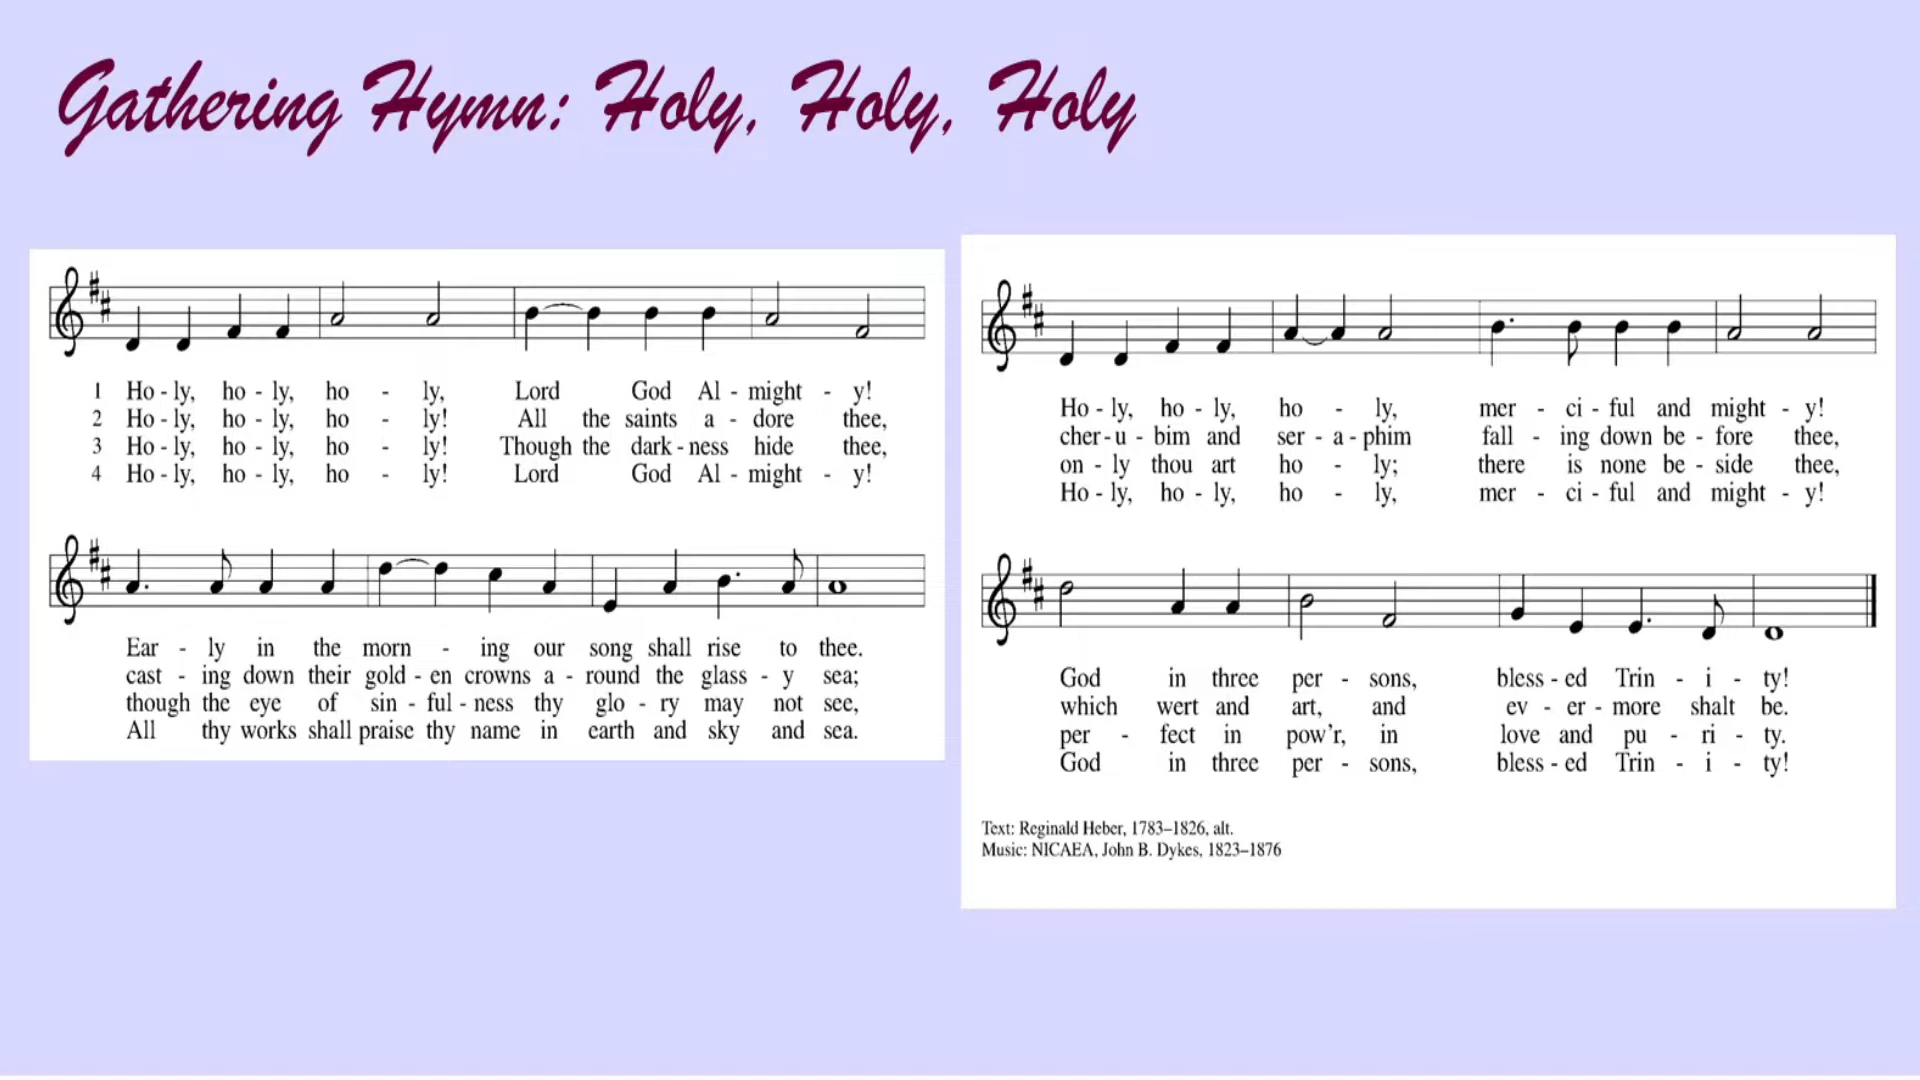 Gathering Hymn: Holy, Holy, Holy
1 Ho - ly, ho - ly, ho - ly, Lord God Al - might - y!
2 Ho - ly, ho - ly, ho - ly! All the saints a - dore thee,
3 Ho - ly, ho - ly, ho - ly! Though the dark - ness hide thee,
4 Ho - ly, ho - ly, ho - ly! Lord God Al - might - y!
Ear - ly in the morn - ing our song shall rise to thee.
cast - ing down their gold - en crowns a - round the glass - y sea;
though the eye of sin - ful - ness thy glo - ry may not see,
All thy works shall praise thy name in earth and sky and sea.
Ho - ly, ho - ly, ho - ly, mer - ci - ful and might - y!
cher - u - bim and ser - a - phim fall - ing down be - fore thee,
on - ly thou art ho - ly; there is none be - side thee,
Ho - ly, ho - ly, ho - ly, mer - ci - ful and might - y!
God in three per - sons, bless - ed Trin - i - ty!
which wert and art, and ev - er - more shalt be.
per - fect in pow'r, in love and pu - ri - ty.
God in three per - sons, bless - ed Trin - i - ty!
Text: Reginald Heber, 1783–1826, alt.
Music: NICAEA, John B. Dykes, 1823–1876